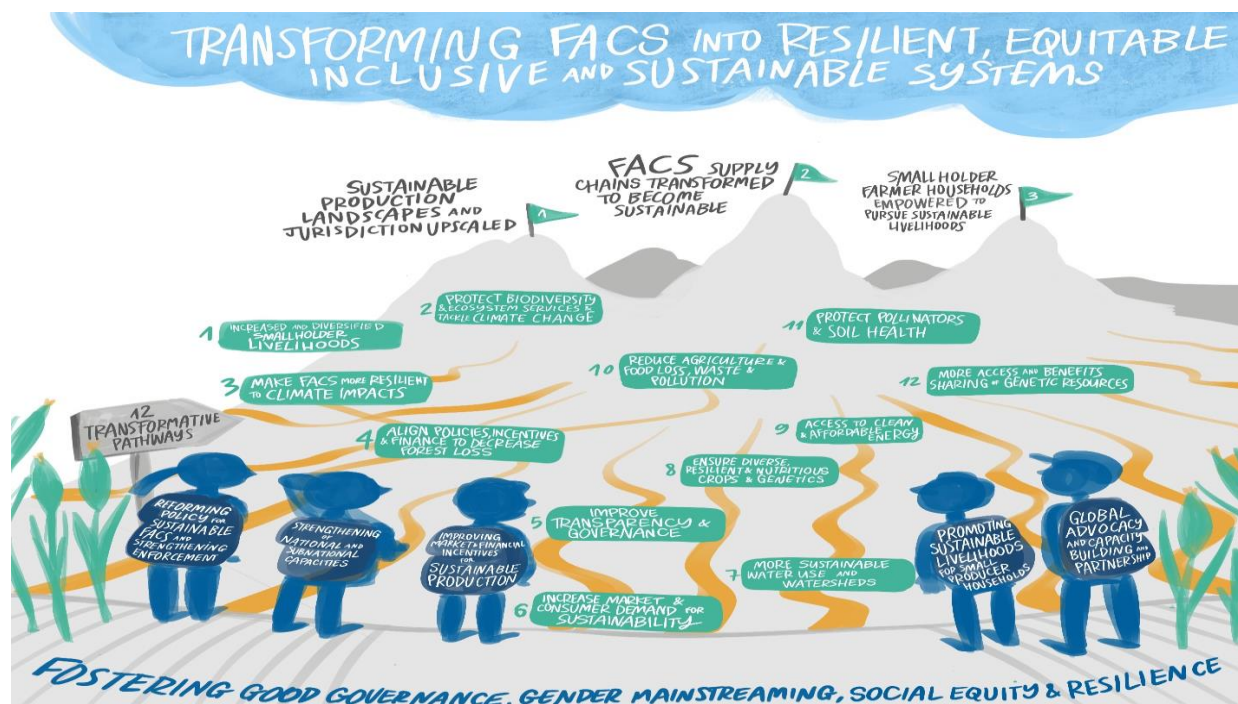 TRANSFORMING FACS INTO RESILIENT, EQUITABLE
INCLUSIVE AND SUSTAINABLE SYSTEMS
SUSTAINABLE
PRODUCTION
LANDSCAPES AND
JURISDICTION UPSCALED
1
FACS SUPPLY
CHAINS TRANSFORMED
TO BECOME
SUSTAINABLE
2
SMALLHOLDER
FARMER HOUSEHOLDS
EMPOWERED TO
PURSUE SUSTAINABLE
LIVELIHOODS
3
12
TRANSFORMATIVE
PATHWAYS
1 INCREASED AND DIVERSIFIED
SMALLHOLDER
LIVELIHOODS
2 PROTECT BIODIVERSITY
& ECOSYSTEM SERVICES &
TACKLE CLIMATE CHANGE
3 MAKE FACS MORE RESILIENT
TO CLIMATE IMPACTS
4 ALIGN POLICIES, INCENTIVES
& FINANCE TO DECREASE
FOREST LOSS
5 IMPROVE
TRANSPARENCY &
GOVERNANCE
6 INCREASE MARKET &
CONSUMER DEMAND FOR
SUSTAINABILITY
7 MORE SUSTAINABLE
WATER USE AND
WATERSHEDS
8 ENSURE DIVERSE,
RESILIENT & NUTRITIOUS
CROPS & GENETICS
9 ACCESS TO CLEAN
& AFFORDABLE ENERGY
10 REDUCE AGRICULTURE &
FOOD LOSS, WASTE &
POLLUTION
11 PROTECT POLLINATORS
& SOIL HEALTH
12 MORE ACCESS AND BENEFITS
SHARING OF GENETIC RESOURCES
REFORMING
POLICY FOR
SUSTAINABLE
FACS AND
STRENGTHENING
ENFORCEMENT
STRENGTHENING
OF
NATIONAL AND
SUBNATIONAL
CAPACITIES
IMPROVING
MARKET & FINANCIAL
INCENTIVES
FOR
SUSTAINABLE
PRODUCTION
PROMOTING
SUSTAINABLE
LIVELIHOODS
FOR SMALL
PRODUCER
HOUSEHOLDS
GLOBAL
ADVOCACY
AND CAPACITY
BUILDING AND
PARTNERSHIP
FOSTERING GOOD GOVERNANCE, GENDER MAINSTREAMING, SOCIAL EQUITY & RESILIENCE